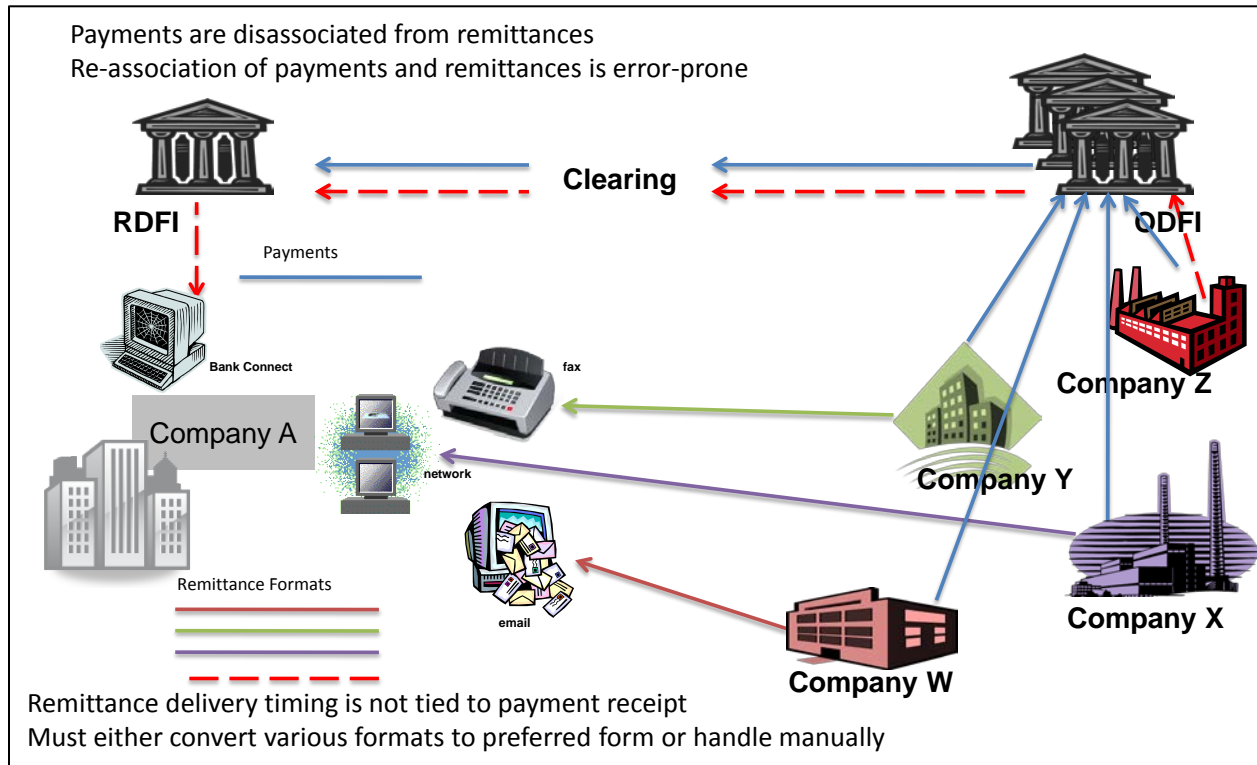 Payments are disassociated from remittances
Re-association of payments and remittances is error-prone
Clearing
RDFI
ODFI
Payments
Bank Connect
fax
Company Z
Company A
network
Company Y
Remittance Formats
email
Company X
Company W
Remittance delivery timing is not tied to payment receipt
Must either convert various formats to preferred form or handle manually